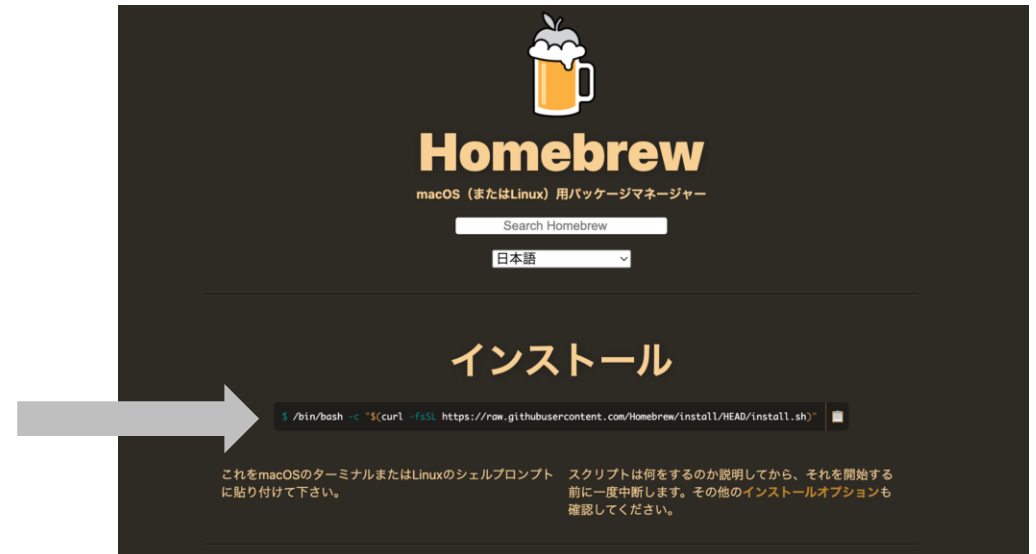 Homebrew
macOS（またはLinux）用パッケージマネージャー
Search Homebrew
日本語
インストール
$ /bin/bash -c "$(curl -fsSL https://raw.githubusercontent.com/Homebrew/install/HEAD/install.sh)"
これをmacOSのターミナルまたはLinuxのシェルプロンプト
に貼り付けて下さい。
スクリプトは何をするのか説明してから、それを開始する
前に一度中断します。その他のインストールオプションも
確認してください。